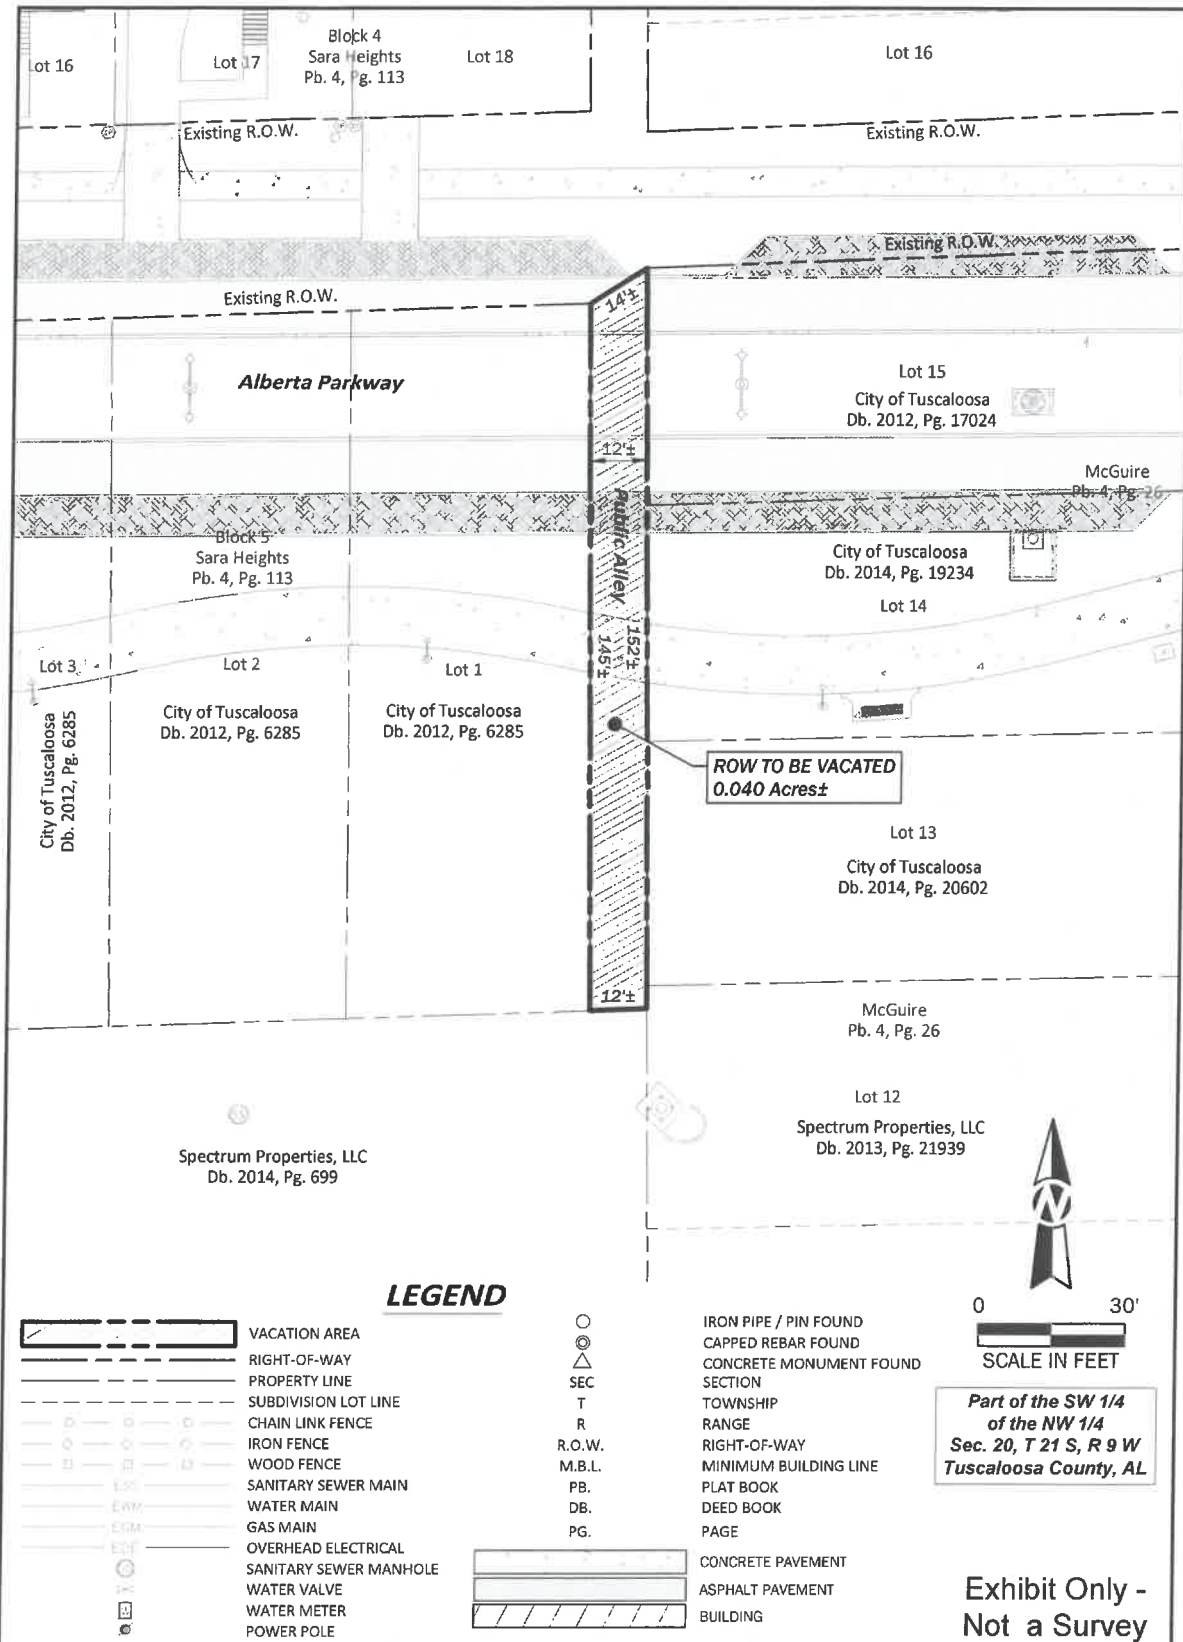 Lot 16
Lot 17
Block 4
Sara Heights
Pb. 4, Pg. 113
Lot 18
Lot 16
Existing R.O.W.
Existing R.O.W.
Existing R.O.W.
Existing R.O.W.
14'±
Alberta Parkway
Lot 15
City of Tuscaloosa
Db. 2012, Pg. 17024
12'±
McGuire
Pb. 4, Pg. 26
Public Alley
Block 5
Sara Heights
Pb. 4, Pg. 113
City of Tuscaloosa
Db. 2014, Pg. 19234
Lot 14
152'±
145'±
Lot 3
Lot 2
Lot 1
City of Tuscaloosa
Db. 2012, Pg. 6285
City of Tuscaloosa
Db. 2012, Pg. 6285
City of Tuscaloosa
Db. 2012, Pg. 6285
ROW TO BE VACATED
0.040 Acres±
Lot 13
City of Tuscaloosa
Db. 2014, Pg. 20602
12'±
McGuire
Pb. 4, Pg. 26
Lot 12
Spectrum Properties, LLC
Db. 2013, Pg. 21939
Spectrum Properties, LLC
Db. 2014, Pg. 699
N
LEGEND
VACATION AREA
RIGHT-OF-WAY
PROPERTY LINE
SUBDIVISION LOT LINE
CHAIN LINK FENCE
IRON FENCE
WOOD FENCE
SANITARY SEWER MAIN
EWM WATER MAIN
EGM GAS MAIN
OVERHEAD ELECTRICAL
SANITARY SEWER MANHOLE
WATER VALVE
WATER METER
POWER POLE
IRON PIPE / PIN FOUND
CAPPED REBAR FOUND
CONCRETE MONUMENT FOUND
SEC SECTION
T TOWNSHIP
R RANGE
R.O.W. RIGHT-OF-WAY
M.B.L. MINIMUM BUILDING LINE
PB. PLAT BOOK
DB. DEED BOOK
PG. PAGE
CONCRETE PAVEMENT
ASPHALT PAVEMENT
BUILDING
0 30'
SCALE IN FEET
Part of the SW 1/4
of the NW 1/4
Sec. 20, T 21 S, R 9 W
Tuscaloosa County, AL
Exhibit Only -
Not a Survey